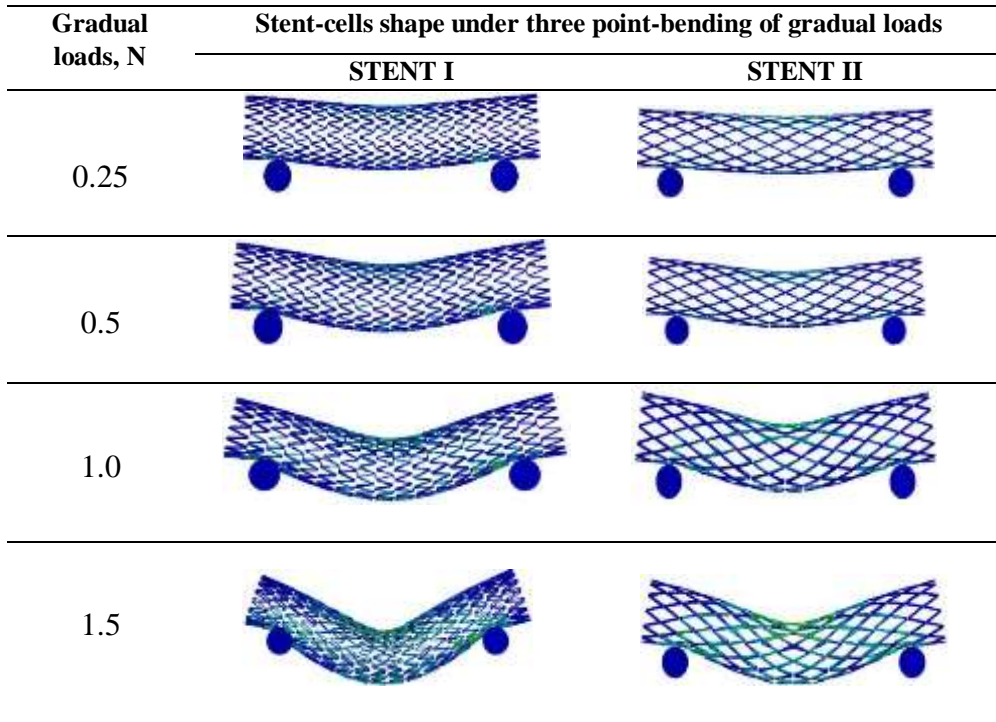 Gradual
loads, N
Stent-cells shape under three point-bending of gradual loads
STENT I
STENT II
0.25
0.5
1.0
1.5